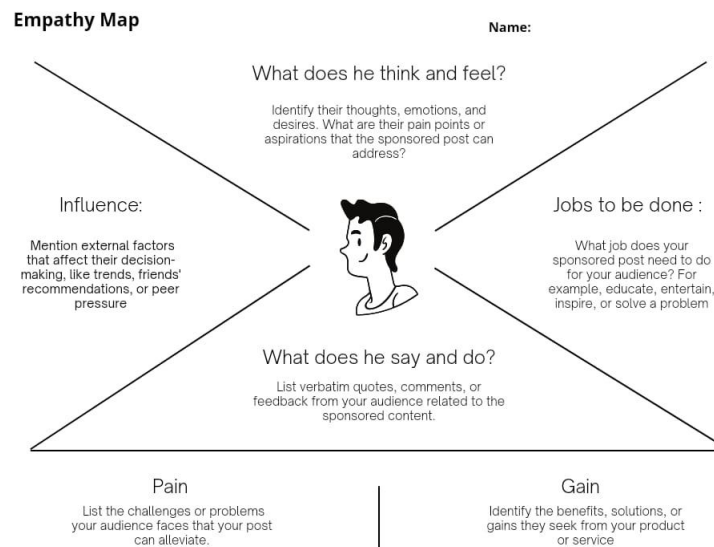 Empathy Map
Name:
What does he think and feel?
Identify their thoughts, emotions, and
desires. What are their pain points or
aspirations that the sponsored post can
address?
Influence:
Mention external factors
that affect their decision-
making, like trends, friends'
recommendations, or peer
pressure
Jobs to be done :
What job does your
sponsored post need to do
for your audience? For
example, educate, entertain,
inspire, or solve a problem
What does he say and do?
List verbatim quotes, comments, or
feedback from your audience related to the
sponsored content.
Pain
List the challenges or problems
your audience faces that your post
can alleviate.
Gain
Identify the benefits, solutions, or
gains they seek from your product
or service